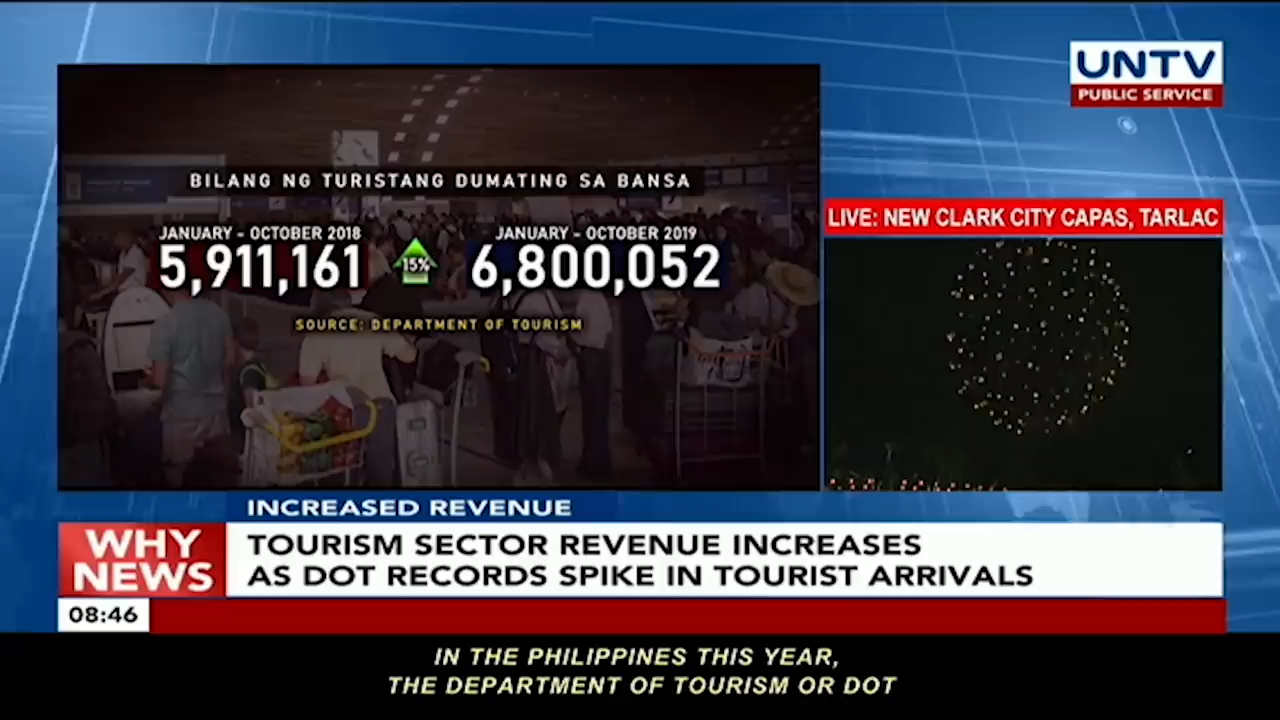 UNTV
PUBLIC SERVICE
BILANG NG TURISTANG DUMATING SA BANSA
JANUARY - OCTOBER 2018
5,911,161
15%
JANUARY - OCTOBER 2019
6,800,052
SOURCE: DEPARTMENT OF TOURISM
LIVE: NEW CLARK CITY CAPAS, TARLAC
INCREASED REVENUE
WHY
NEWS
TOURISM SECTOR REVENUE INCREASES
AS DOT RECORDS SPIKE IN TOURIST ARRIVALS
08:46
IN THE PHILIPPINES THIS YEAR,
THE DEPARTMENT OF TOURISM OR DOT